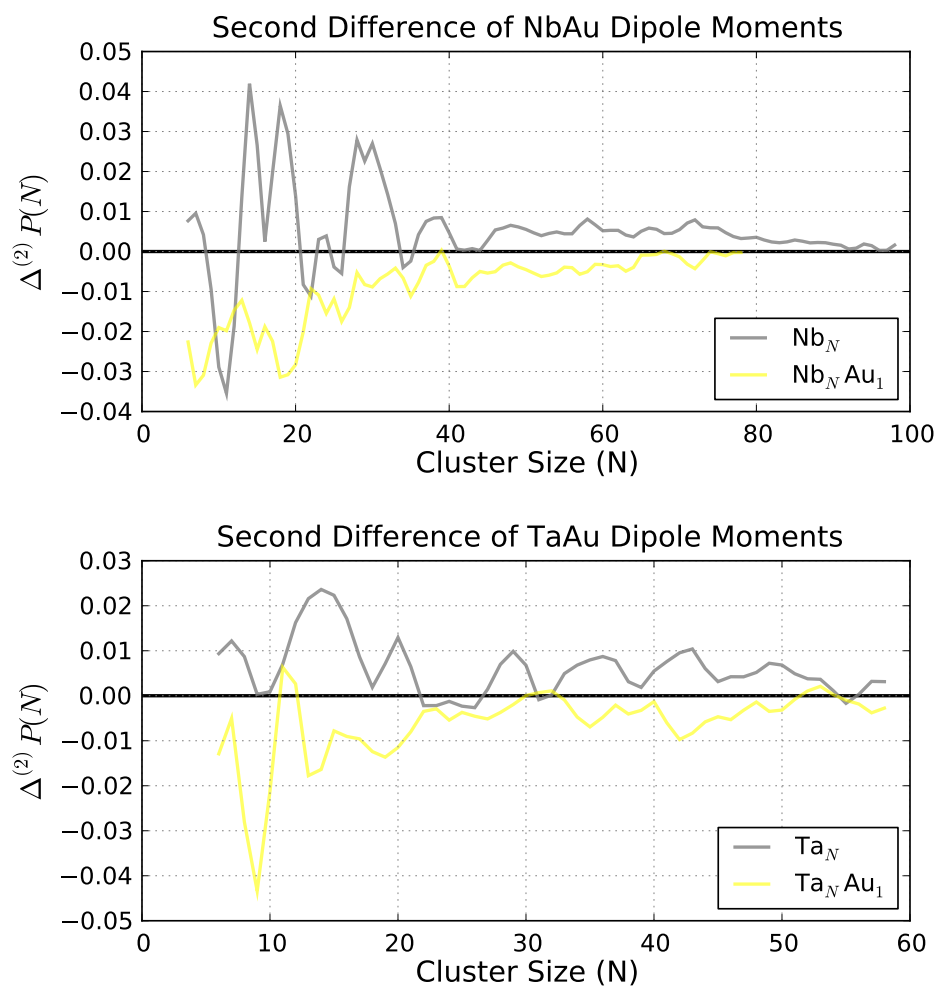 Second Difference of NbAu Dipole Moments
0.05
0.04
0.03
0.02
0.01
0.00
−0.01
−0.02
−0.03
−0.04
Δ⁽²⁾ P(N)
Nb_N
Nb_N Au₁
0 20 40 60 80 100
Cluster Size (N)
Second Difference of TaAu Dipole Moments
0.03
0.02
0.01
0.00
−0.01
−0.02
−0.03
−0.04
−0.05
Δ⁽²⁾ P(N)
Ta_N
Ta_N Au₁
0 10 20 30 40 50 60
Cluster Size (N)